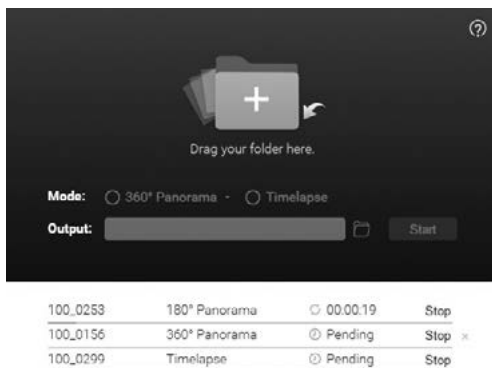 Drag your folder here.
Mode: 360° Panorama - Timelapse
Output: Start
100_0253 180° Panorama 00:00:19 Stop
100_0156 360° Panorama Pending Stop ×
100_0299 Timelapse Pending Stop